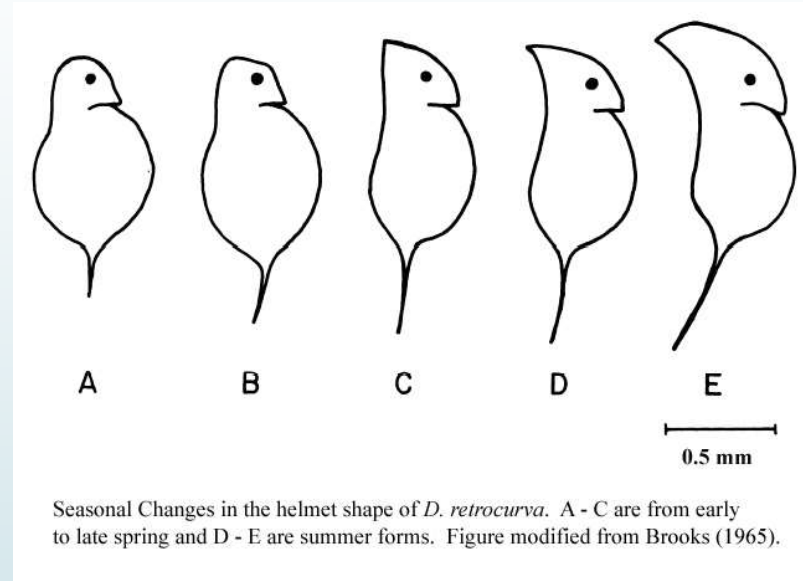 A B C D E
0.5 mm
Seasonal Changes in the helmet shape of D. retrocurva. A - C are from early
to late spring and D - E are summer forms. Figure modified from Brooks (1965).